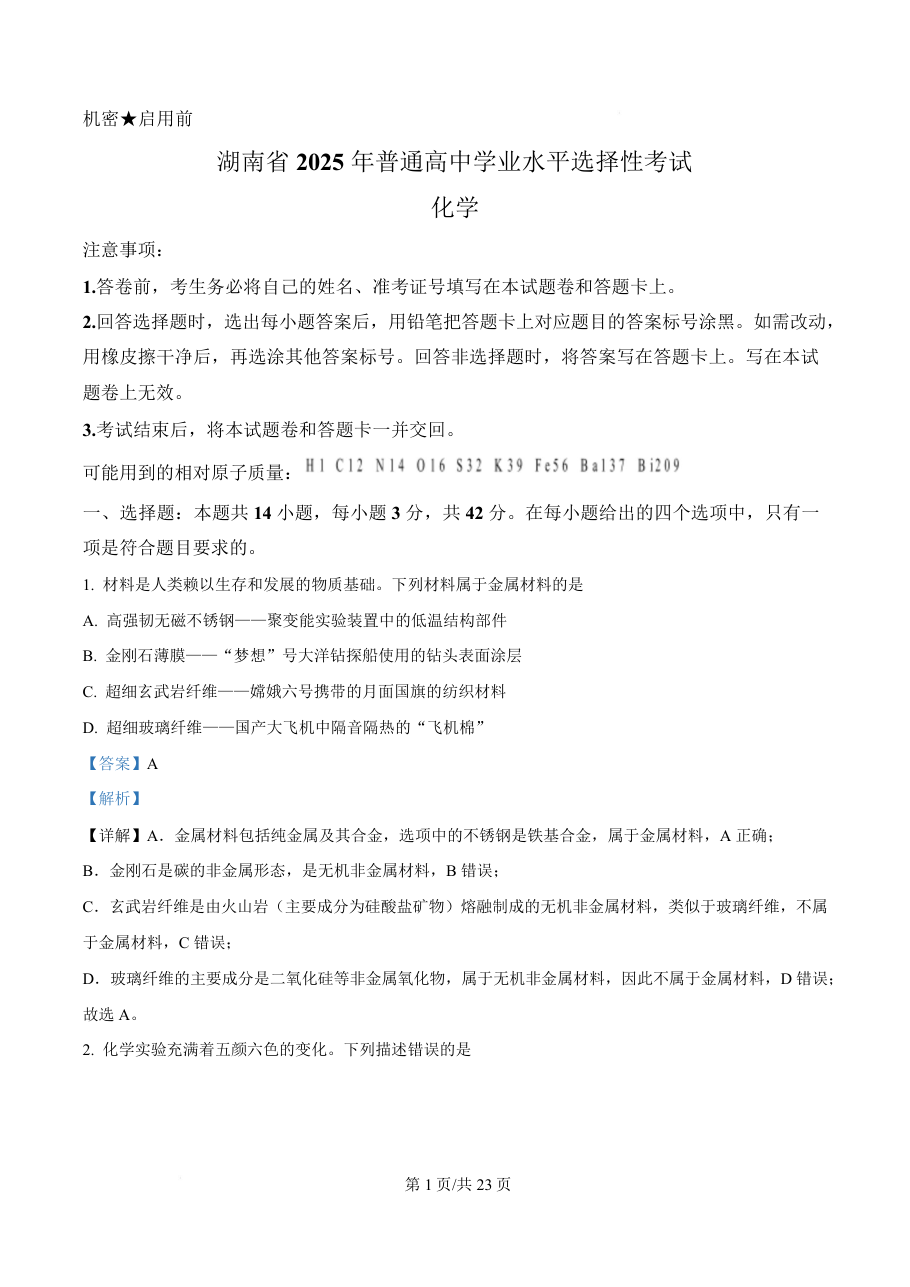 机密★启用前
湖南省 2025 年普通高中学业水平选择性考试
化学
注意事项：
1.答卷前，考生务必将自己的姓名、准考证号填写在本试题卷和答题卡上。
2.回答选择题时，选出每小题答案后，用铅笔把答题卡上对应题目的答案标号涂黑。如需改动，
用橡皮擦干净后，再选涂其他答案标号。回答非选择题时，将答案写在答题卡上。写在本试
题卷上无效。
3.考试结束后，将本试题卷和答题卡一并交回。
可能用到的相对原子质量：H1 C12 N14 O16 S32 K39 Fe56 Ba137 Bi209
一、选择题：本题共 14 小题，每小题 3 分，共 42 分。在每小题给出的四个选项中，只有一
项是符合题目要求的。
1. 材料是人类赖以生存和发展的物质基础。下列材料属于金属材料的是
A. 高强韧无磁不锈钢——聚变能实验装置中的低温结构部件
B. 金刚石薄膜——“梦想”号大洋钻探船使用的钻头表面涂层
C. 超细玄武岩纤维——嫦娥六号携带的月面国旗的纺织材料
D. 超细玻璃纤维——国产大飞机中隔音隔热的“飞机棉”
【答案】A
【解析】
【详解】A．金属材料包括纯金属及其合金，选项中的不锈钢是铁基合金，属于金属材料，A 正确；
B．金刚石是碳的非金属形态，是无机非金属材料，B 错误；
C．玄武岩纤维是由火山岩（主要成分为硅酸盐矿物）熔融制成的无机非金属材料，类似于玻璃纤维，不属
于金属材料，C 错误；
D．玻璃纤维的主要成分是二氧化硅等非金属氧化物，属于无机非金属材料，因此不属于金属材料，D 错误；
故选 A。
2. 化学实验充满着五颜六色的变化。下列描述错误的是
第 1 页/共 23 页